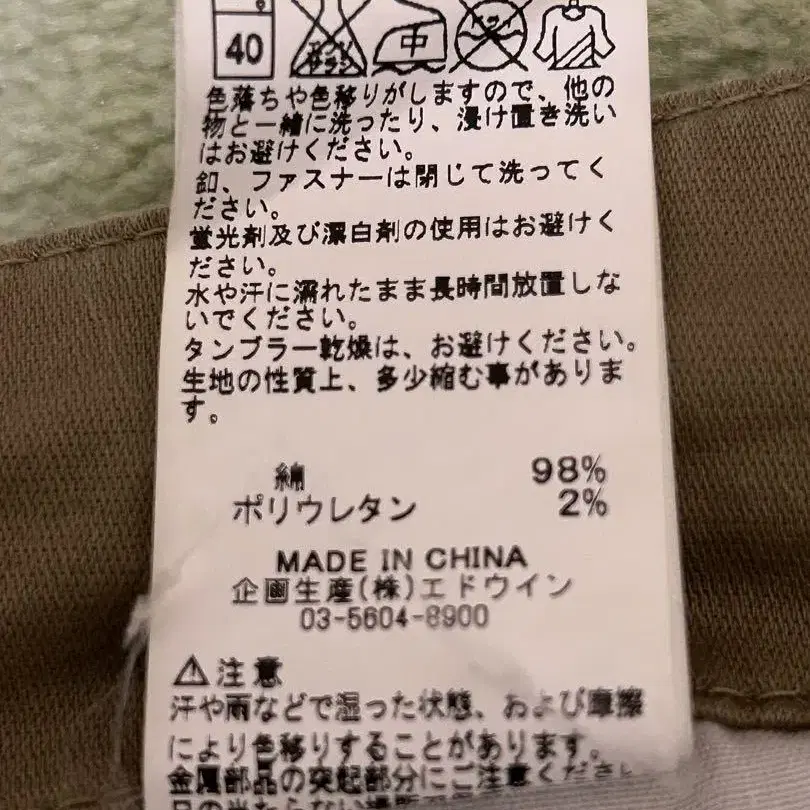 40
エンソ
サラシ
中
ドライ
色落ちや色移りがしますので、他の
物と一緒に洗ったり、浸け置き洗い
はお避けください。
釦、ファスナーは閉じて洗ってく
ださい。
蛍光剤及び漂白剤の使用はお避けく
ださい。
水や汗に濡れたまま長時間放置しな
いでください。
タンブラー乾燥は、お避けください。
生地の性質上、多少縮む事がありま
す。
綿 98%
ポリウレタン 2%
MADE IN CHINA
企画生産(株)エドウイン
03-5604-8900
⚠注意
汗や雨などで湿った状態、および摩擦
により色移りすることがあります。
金属部品の突起部分にご注意ください